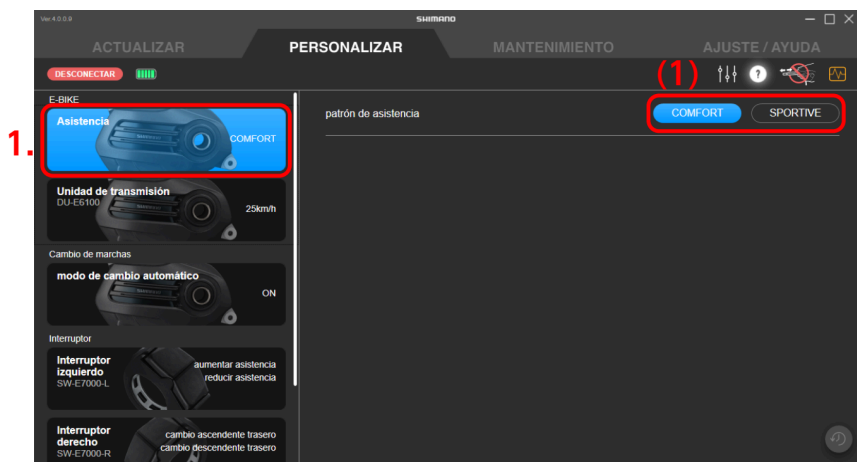 Ver 4.0.0.9
SHIMANO
ACTUALIZAR
PERSONALIZAR
MANTENIMIENTO
AJUSTE / AYUDA
DESCONECTAR
(1)
?
E-BIKE
1.
Asistencia
COMFORT
patrón de asistencia
COMFORT
SPORTIVE
Unidad de transmisión
DU-E6100
25km/h
Cambio de marchas
modo de cambio automático
ON
Interruptor
Interruptor
izquierdo
SW-E7000-L
aumentar asistencia
reducir asistencia
Interruptor
derecho
SW-E7000-R
cambio ascendente trasero
cambio descendente trasero